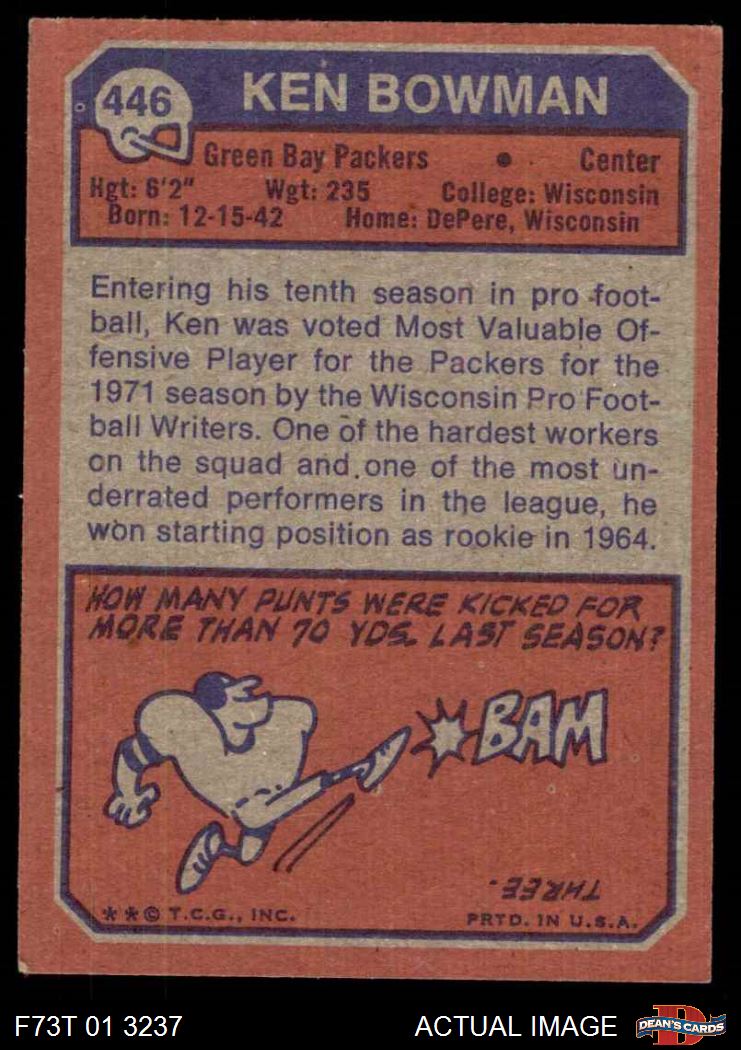 446
KEN BOWMAN
Green Bay Packers • Center
Hgt: 6'2" Wgt: 235 College: Wisconsin
Born: 12-15-42 Home: DePere, Wisconsin
Entering his tenth season in pro foot-
ball, Ken was voted Most Valuable Of-
fensive Player for the Packers for the
1971 season by the Wisconsin Pro Foot-
ball Writers. One of the hardest workers
on the squad and one of the most un-
derrated performers in the league, he
won starting position as rookie in 1964.
HOW MANY PUNTS WERE KICKED FOR
MORE THAN 70 YDS. LAST SEASON?
BAM
THREE.
**© T.C.G., INC. PRTD. IN U.S.A.
F73T 01 3237 ACTUAL IMAGE D DEAN'S CARDS